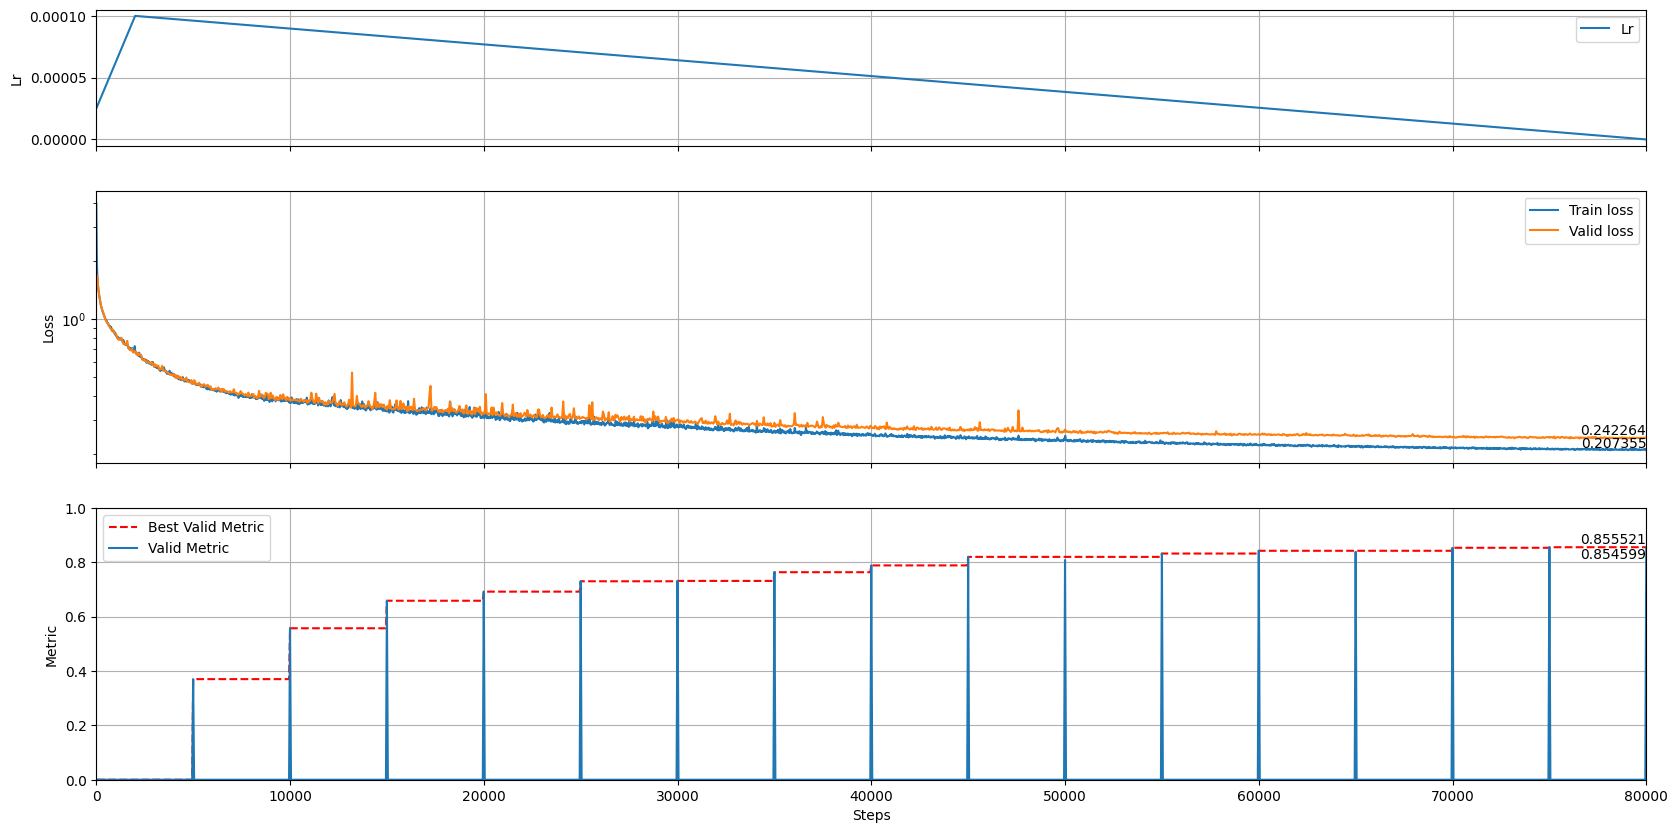 0.00010
0.00005
0.00000
Lr
Lr
10^0
Loss
Train loss
Valid loss
0.242264
0.207355
1.0
0.8
0.6
0.4
0.2
0.0
Metric
Best Valid Metric
Valid Metric
0.855521
0.854599
0 10000 20000 30000 40000 50000 60000 70000 80000
Steps